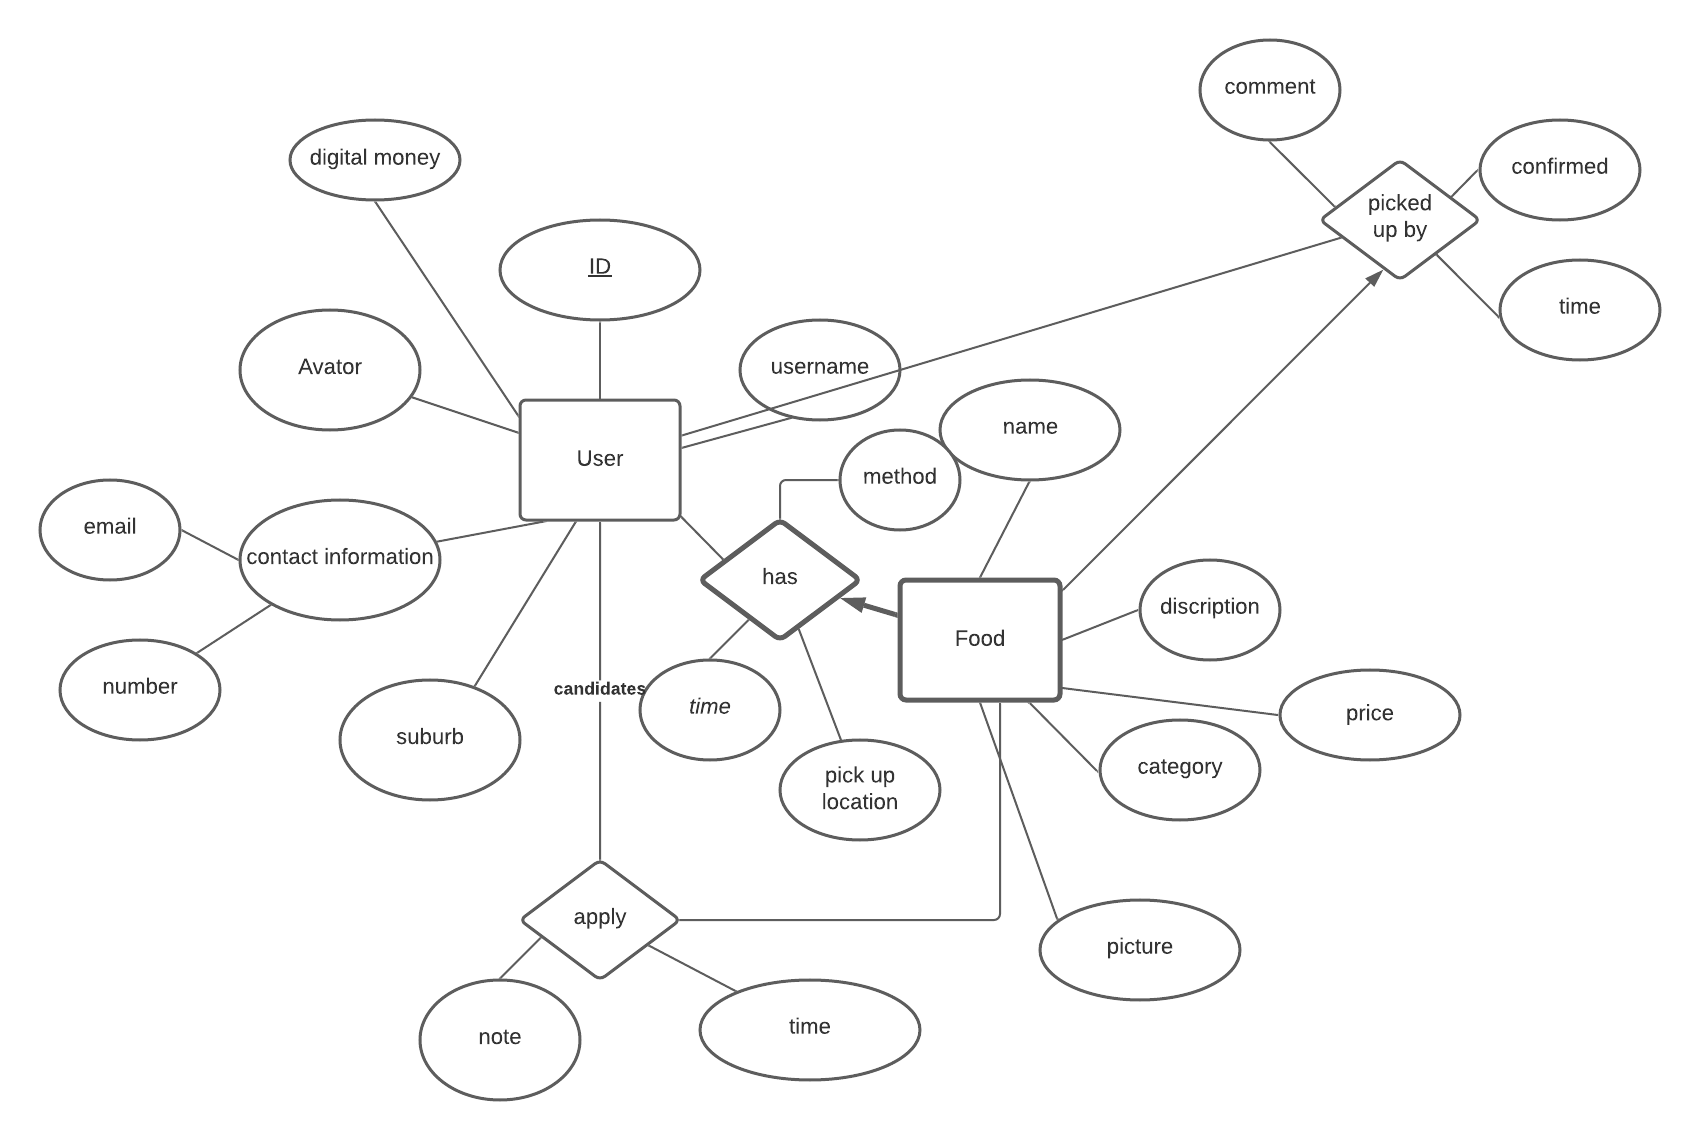 comment
digital money
confirmed
picked
up by
ID
time
Avator
username
name
User
method
email
contact information
has
discription
Food
number
candidates
time
suburb
price
category
pick up
location
apply
picture
note
time